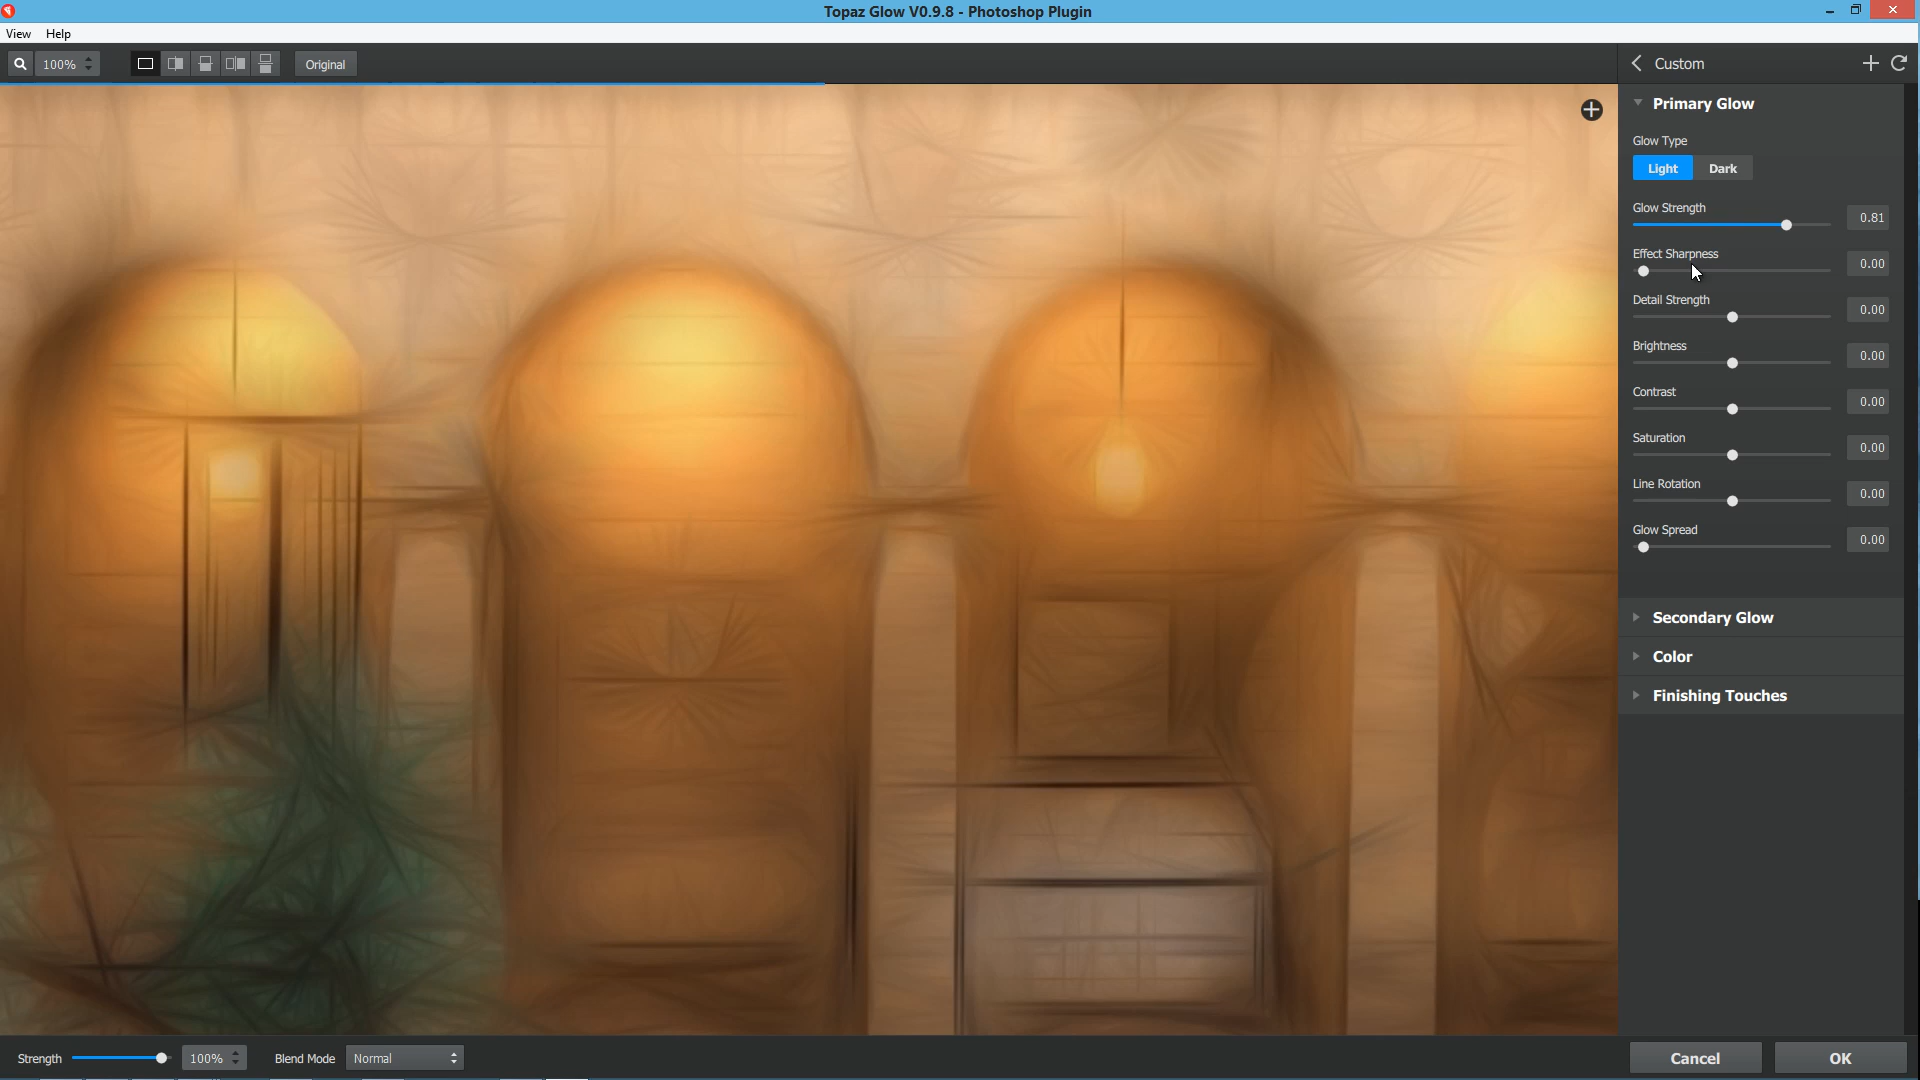 Topaz Glow V0.9.8 - Photoshop Plugin
View Help
100% Original
Custom
Primary Glow
Glow Type
Light Dark
Glow Strength 0.81
Effect Sharpness 0.00
Detail Strength 0.00
Brightness 0.00
Contrast 0.00
Saturation 0.00
Line Rotation 0.00
Glow Spread 0.00
Secondary Glow
Color
Finishing Touches
Strength 100% Blend Mode Normal
Cancel OK